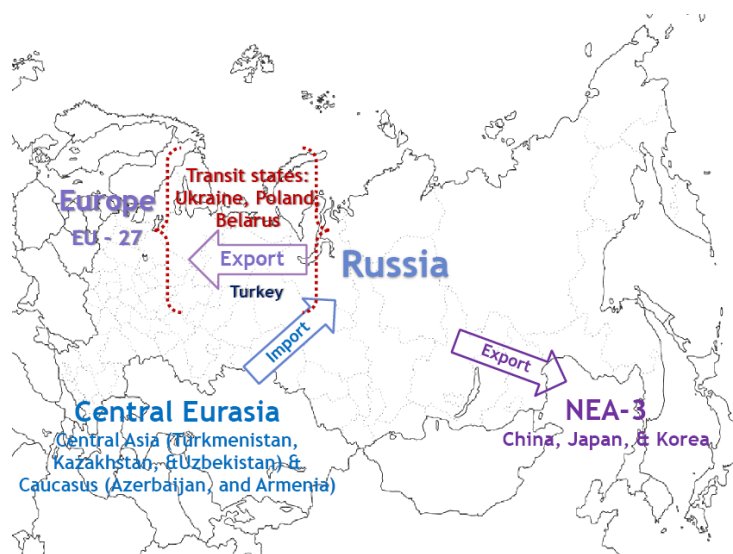 Transit states:
Ukraine, Poland,
Belarus
Europe
EU - 27
Export
Russia
Turkey
Import
Export
Central Eurasia
Central Asia (Turkmenistan,
Kazakhstan, &Uzbekistan) &
Caucasus (Azerbaijan, and Armenia)
NEA-3
China, Japan, & Korea